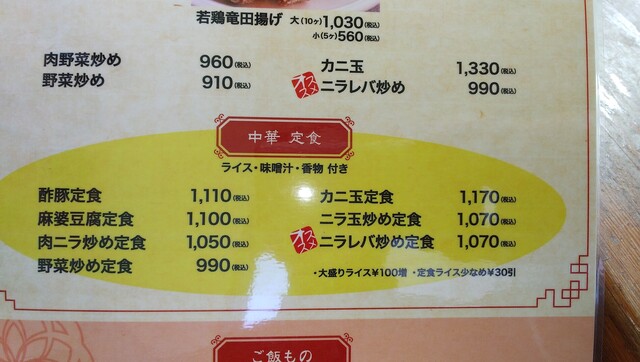 若鶏竜田揚げ 大(10ヶ)1,030(税込)
小(5ヶ)560(税込)
肉野菜炒め 960(税込)
野菜炒め 910(税込)
カニ玉 1,330(税込)
オススメ ニラレバ炒め 990(税込)
中華 定食
ライス・味噌汁・香物 付き
酢豚定食 1,110(税込)
麻婆豆腐定食 1,100(税込)
肉ニラ炒め定食 1,050(税込)
野菜炒め定食 990(税込)
カニ玉定食 1,170(税込)
ニラ玉炒め定食 1,070(税込)
オススメ ニラレバ炒め定食 1,070(税込)
・大盛りライス¥100増 ・定食ライス少なめ¥30引
ご飯もの